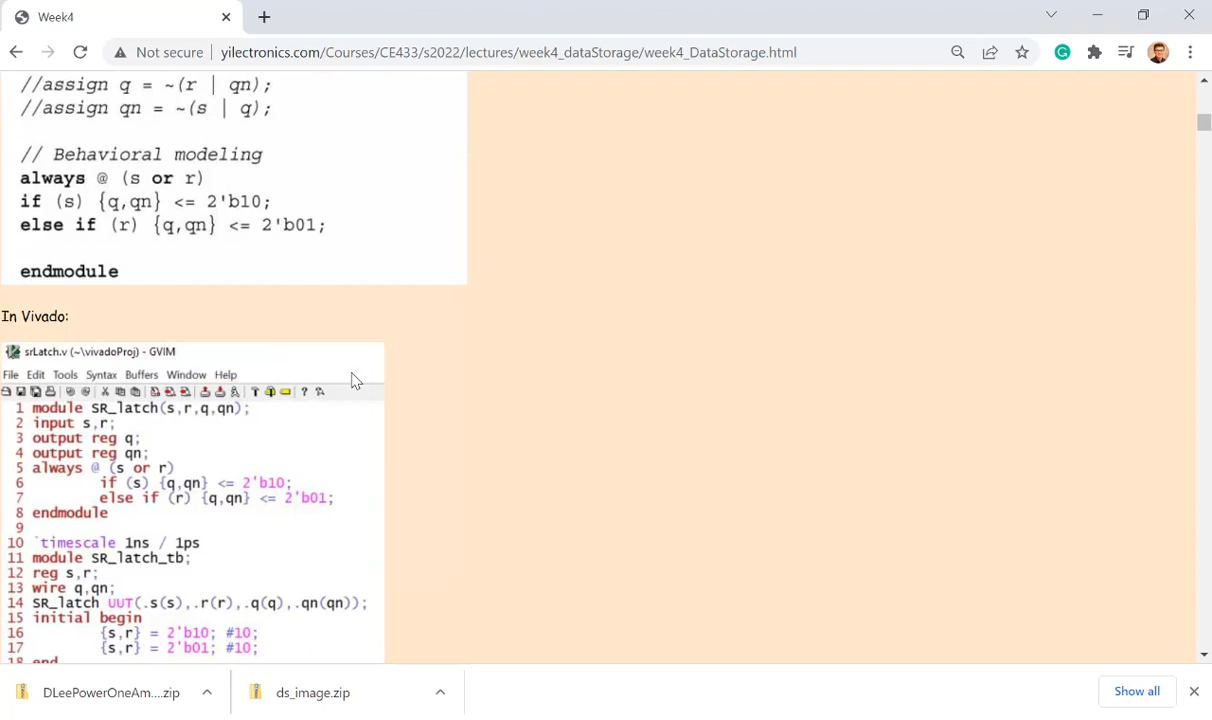 Week4
Not secure yilectronics.com/Courses/CE433/s2022/lectures/week4_dataStorage/week4_DataStorage.html
//assign q = ~(r | qn);
//assign qn = ~(s | q);
// Behavioral modeling
always @ (s or r)
if (s) {q,qn} <= 2'b10;
else if (r) {q,qn} <= 2'b01;
endmodule
In Vivado:
srLatch.v (~\vivadoProj) - GVIM
File Edit Tools Syntax Buffers Window Help
1 module SR_latch(s,r,q,qn);
2 input s,r;
3 output reg q;
4 output reg qn;
5 always @ (s or r)
6 if (s) {q,qn} <= 2'b10;
7 else if (r) {q,qn} <= 2'b01;
8 endmodule
9
10 `timescale 1ns / 1ps
11 module SR_latch_tb;
12 reg s,r;
13 wire q,qn;
14 SR_latch UUT(.s(s),.r(r),.q(q),.qn(qn));
15 initial begin
16 {s,r} = 2'b10; #10;
17 {s,r} = 2'b01; #10;
18 end
DLeePowerOneAm....zip ds_image.zip Show all